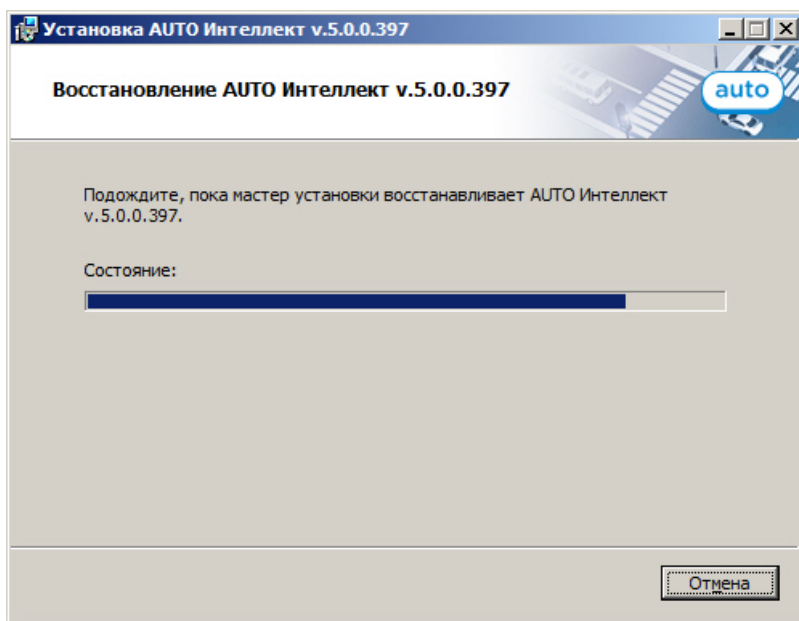 Установка AUTO Интеллект v.5.0.0.397
Восстановление AUTO Интеллект v.5.0.0.397
auto
Подождите, пока мастер установки восстанавливает AUTO Интеллект
v.5.0.0.397.
Состояние:
Отмена